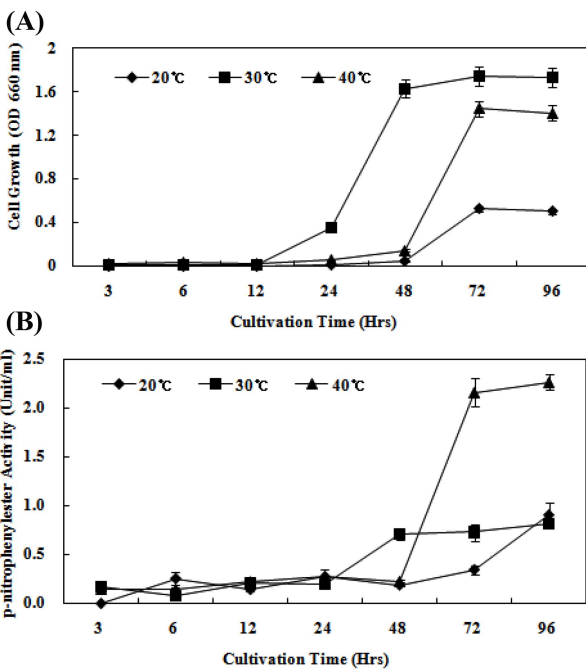 (A)
Cell Growth (OD 660 nm)
2
1.6
1.2
0.8
0.4
0
20℃ 30℃ 40℃
3 6 12 24 48 72 96
Cultivation Time (Hrs)
(B)
p-nitrophenylester Activity (Unit/ml)
2.5
2.0
1.5
1.0
0.5
0.0
20℃ 30℃ 40℃
3 6 12 24 48 72 96
Cultivation Time (Hrs)